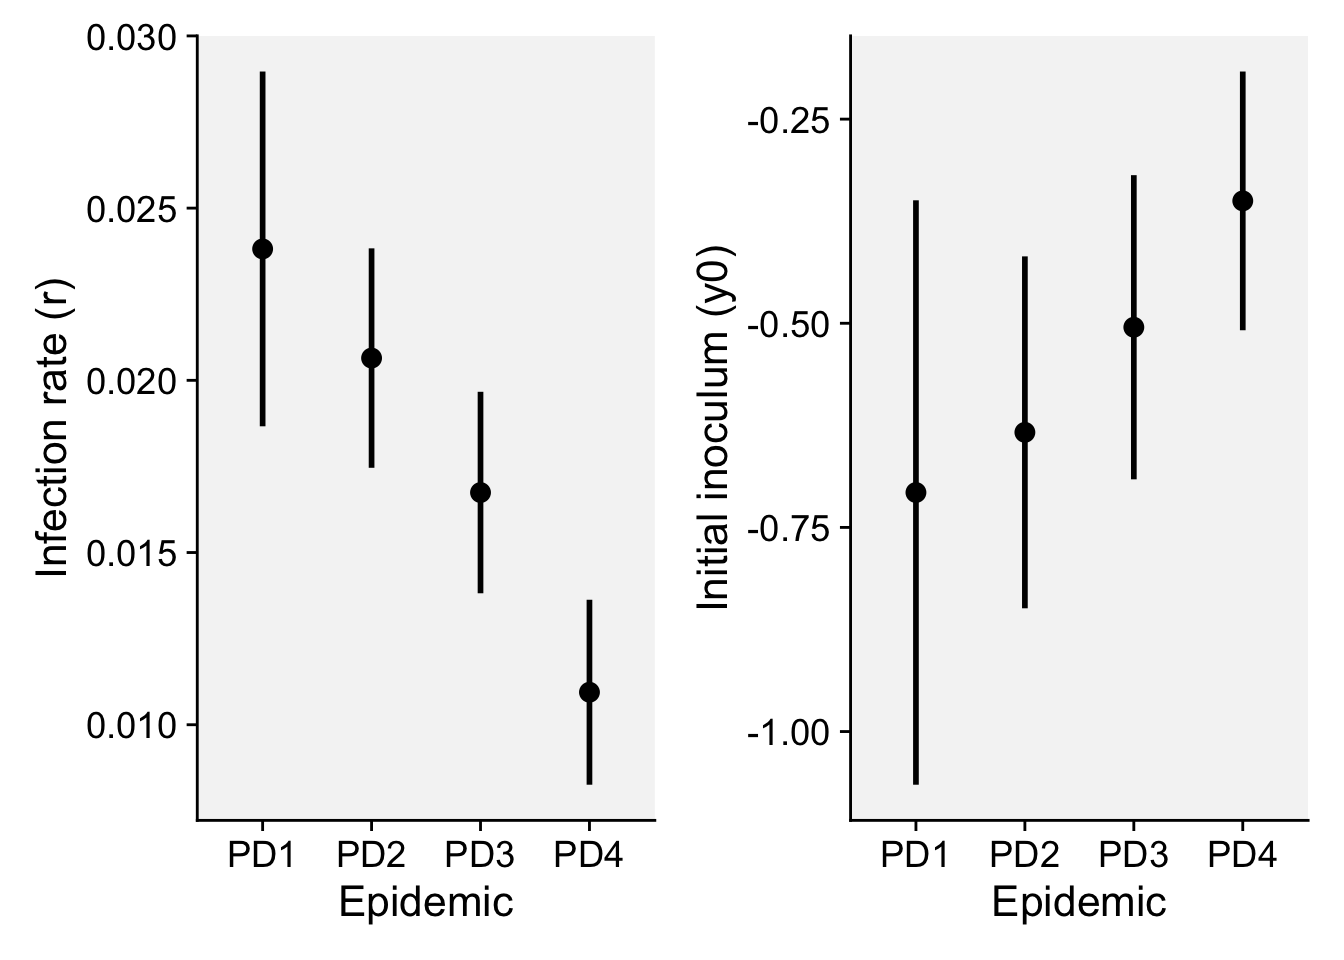 Infection rate (r)
0.030
0.025
0.020
0.015
0.010
PD1 PD2 PD3 PD4
Epidemic
Initial inoculum (y0)
-0.25
-0.50
-0.75
-1.00
PD1 PD2 PD3 PD4
Epidemic